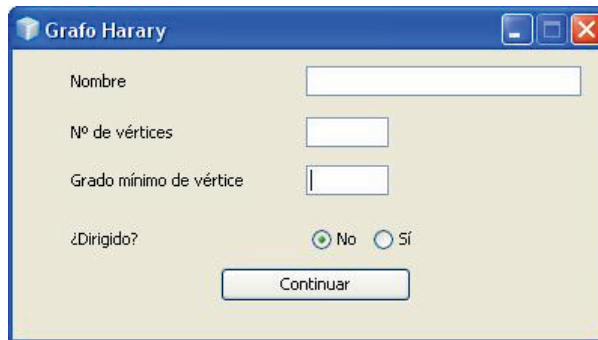 Grafo Harary
Nombre
Nº de vértices
Grado mínimo de vértice
¿Dirigido? No Sí
Continuar